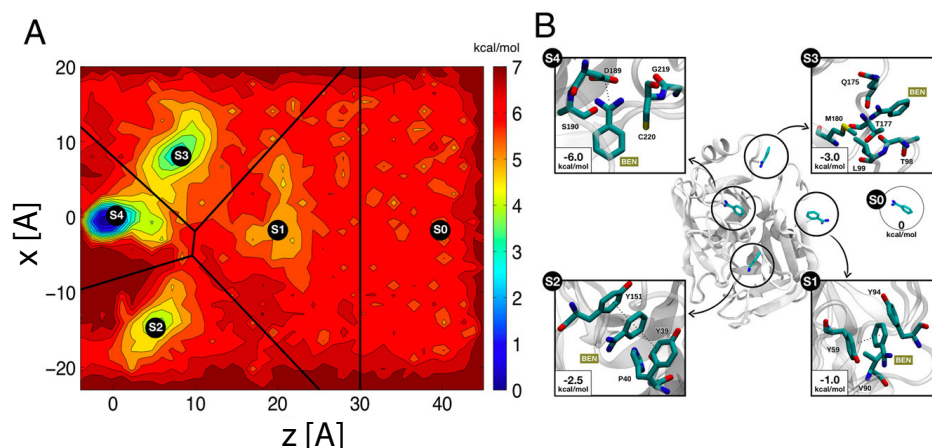 A
kcal/mol
20
10
0
−10
−20
x [A]
0
10
20
30
40
z [A]
S3
S4
S1
S0
S2
7
6
5
4
3
2
1
0
B
S4
D189
G219
S190
C220
BEN
-6.0
kcal/mol
S3
Q175
BEN
M180
T177
-3.0
kcal/mol
L99
T98
S0
0
kcal/mol
S2
Y151
Y39
BEN
P40
-2.5
kcal/mol
S1
Y94
Y59
BEN
V90
-1.0
kcal/mol